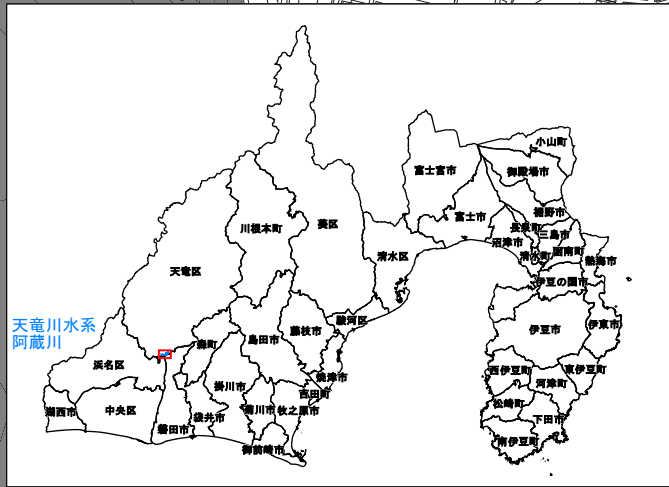 小山町
富士宮市
御殿場市
裾野市
川根本町
葵区
富士市
長泉町
三島市
沼津市
清水町
函南町
熱海市
天竜区
清水区
伊豆の国市
駿河区
伊豆市
伊東市
天竜川水系
阿蔵川
森町
島田市
藤枝市
浜名区
焼津市
西伊豆町
東伊豆町
掛川市
吉田町
河津町
湖西市
中央区
袋井市
菊川市
牧之原市
松崎町
下田市
磐田市
御前崎市
南伊豆町